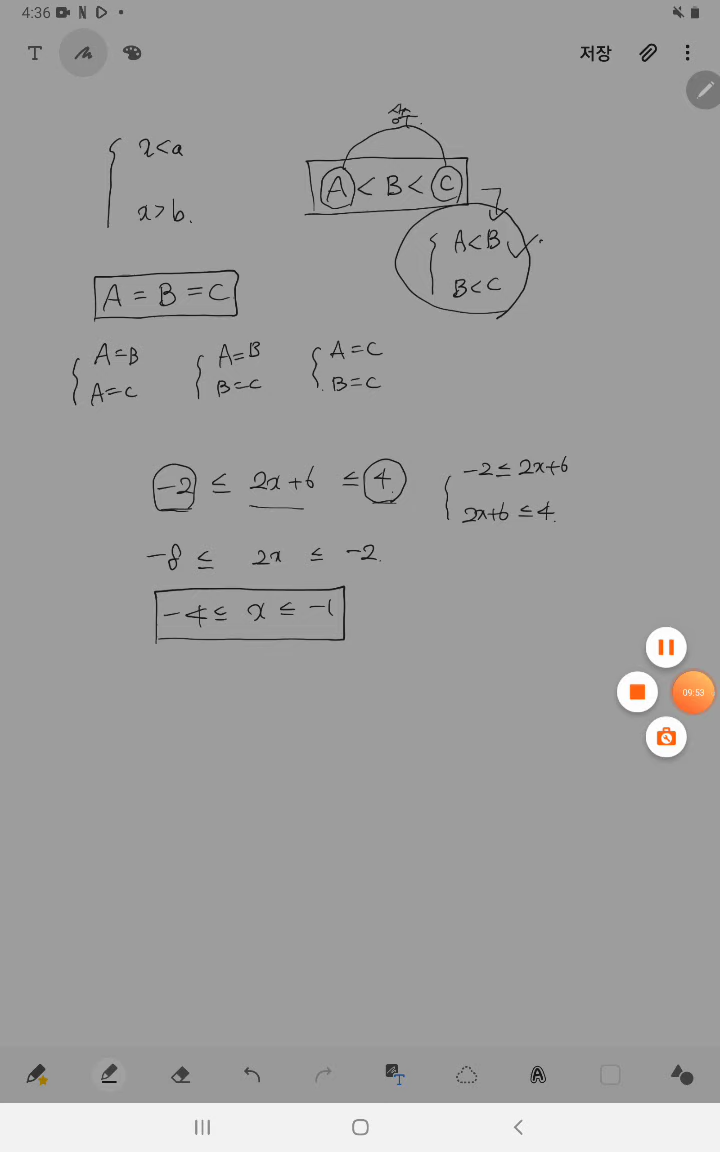 4:36 N
T 저장
x<a
x>b.
상수.
A < B < C
A<B
B<C
A = B = C
A=B
A=C
A=B
B=C
A=C
B=C
-2 ≤ 2x+6 ≤ 4.
-2 ≤ 2x+6
2x+6 ≤ 4.
-8 ≤ 2x ≤ -2.
-4 ≤ x ≤ -1
09:53
T A